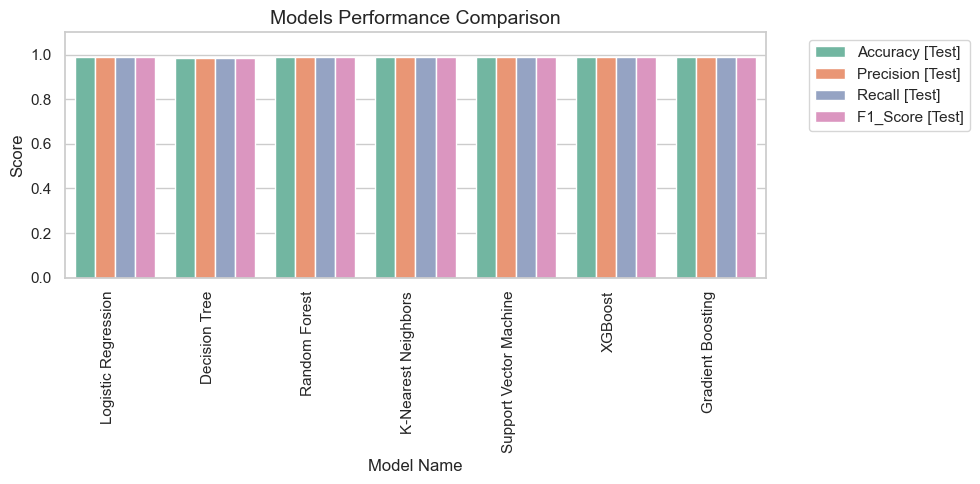 Models Performance Comparison
Accuracy [Test]
Precision [Test]
Recall [Test]
F1_Score [Test]
Score
1.0
0.8
0.6
0.4
0.2
0.0
Logistic Regression
Decision Tree
Random Forest
K-Nearest Neighbors
Support Vector Machine
XGBoost
Gradient Boosting
Model Name